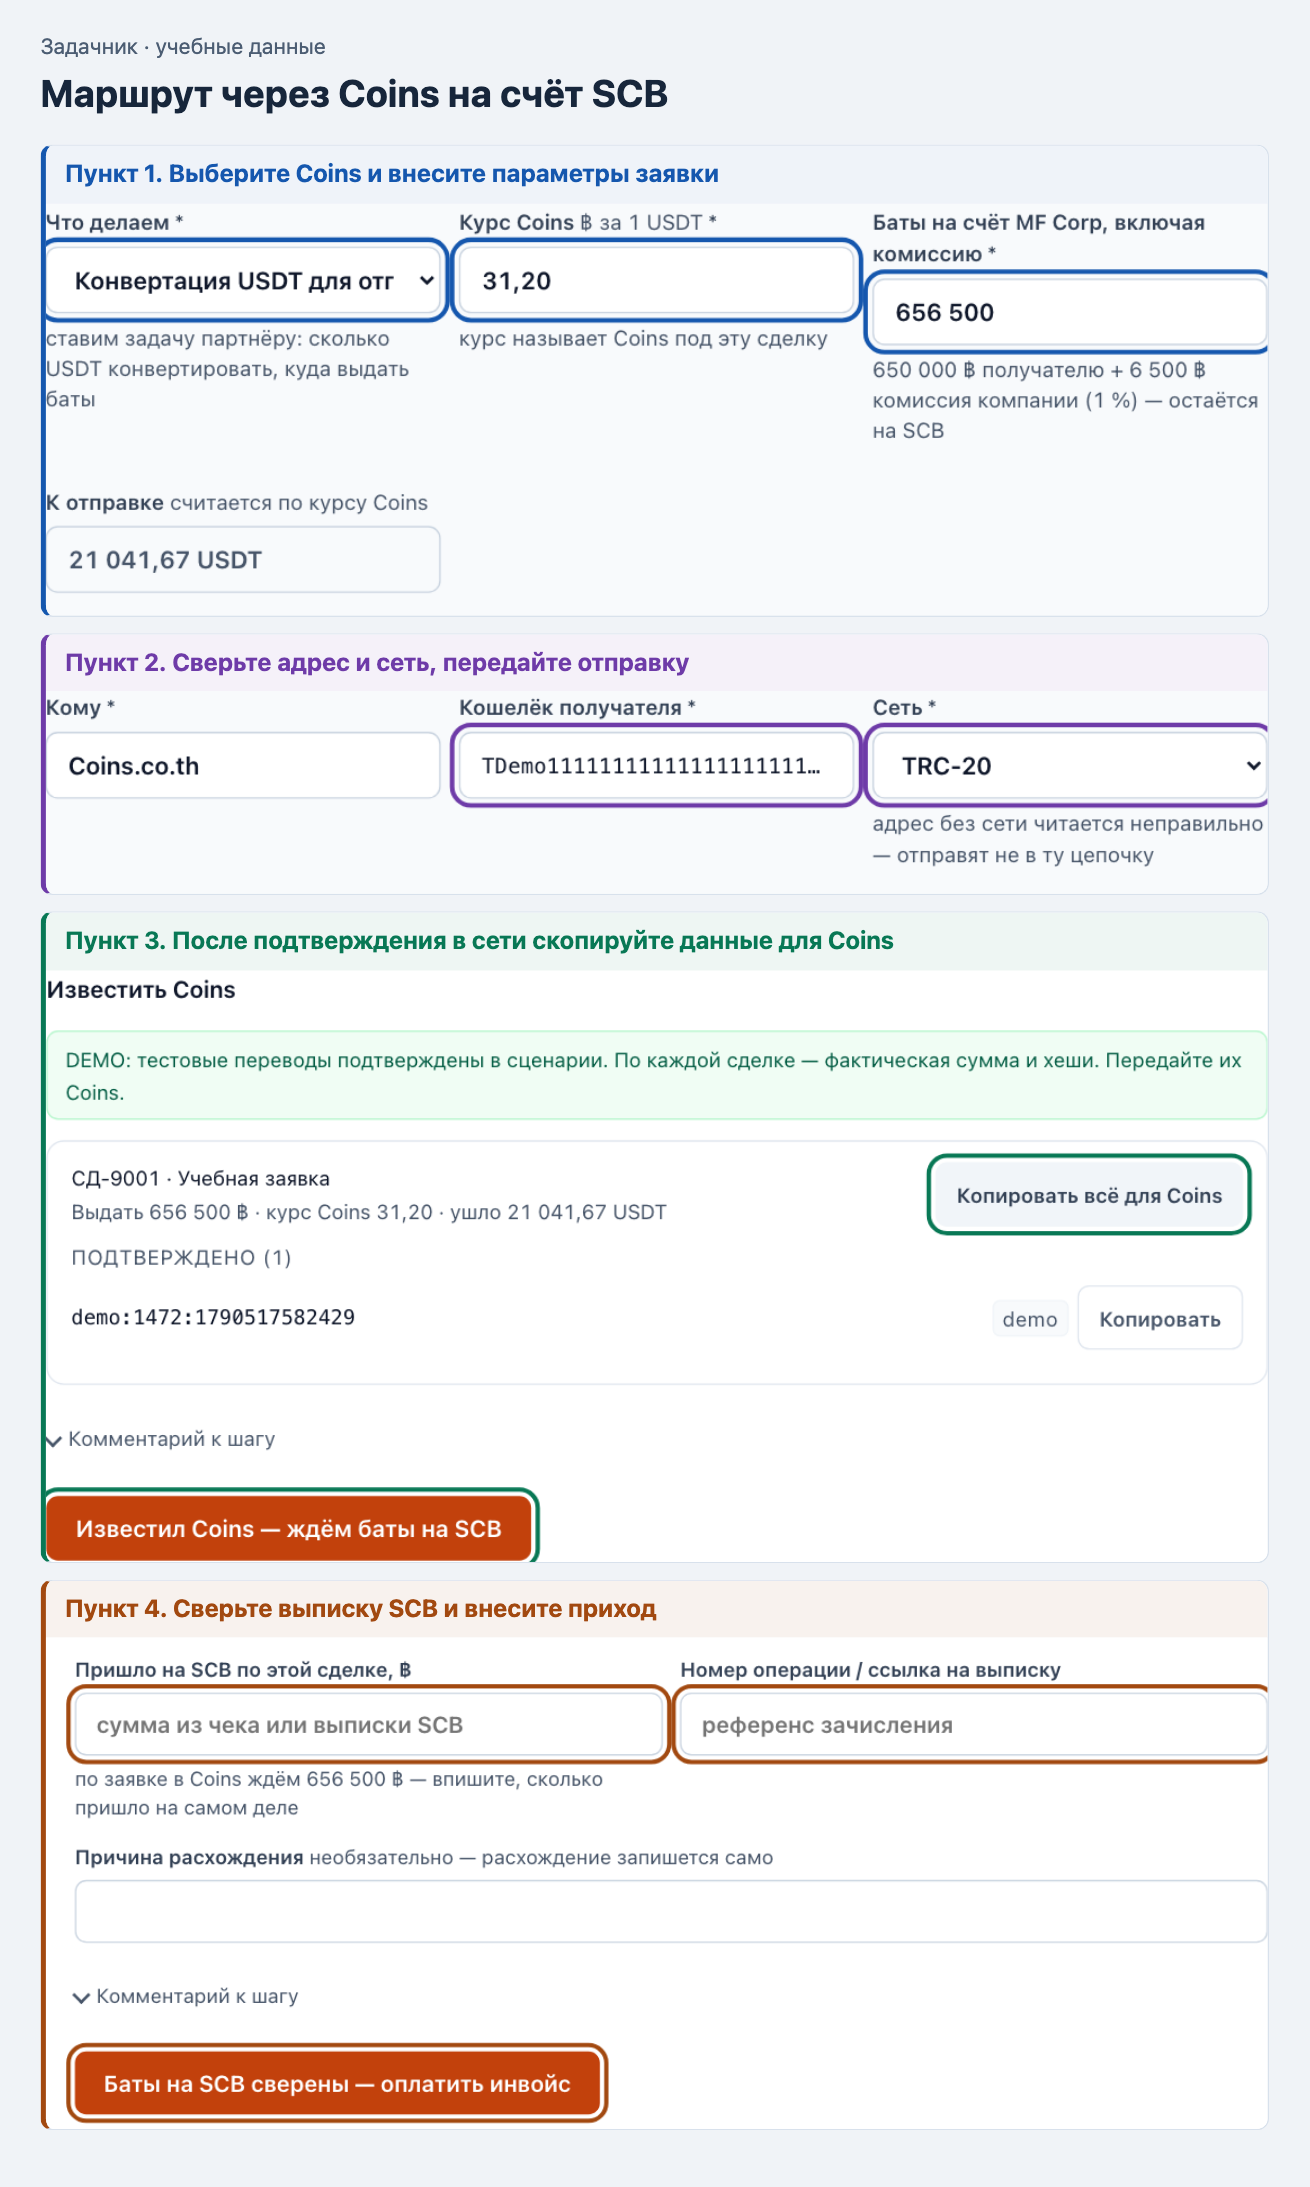 Задачник · учебные данные
Маршрут через Coins на счёт SCB
Пункт 1. Выберите Coins и внесите параметры заявки
Что делаем *
Конвертация USDT для отг
ставим задачу партнёру: сколько
USDT конвертировать, куда выдать
баты
Курс Coins ฿ за 1 USDT *
31,20
курс называет Coins под эту сделку
Баты на счёт MF Corp, включая
комиссию *
656 500
650 000 ฿ получателю + 6 500 ฿
комиссия компании (1 %) — остаётся
на SCB
К отправке считается по курсу Coins
21 041,67 USDT
Пункт 2. Сверьте адрес и сеть, передайте отправку
Кому *
Coins.co.th
Кошелёк получателя *
TDemo1111111111111111111111…
Сеть *
TRC-20
адрес без сети читается неправильно
— отправят не в ту цепочку
Пункт 3. После подтверждения в сети скопируйте данные для Coins
Известить Coins
DEMO: тестовые переводы подтверждены в сценарии. По каждой сделке — фактическая сумма и хеши. Передайте их
Coins.
СД-9001 · Учебная заявка
Выдать 656 500 ฿ · курс Coins 31,20 · ушло 21 041,67 USDT
Копировать всё для Coins
ПОДТВЕРЖДЕНО (1)
demo:1472:1790517582429
demo
Копировать
Комментарий к шагу
Известил Coins — ждём баты на SCB
Пункт 4. Сверьте выписку SCB и внесите приход
Пришло на SCB по этой сделке, ฿
сумма из чека или выписки SCB
по заявке в Coins ждём 656 500 ฿ — впишите, сколько
пришло на самом деле
Номер операции / ссылка на выписку
референс зачисления
Причина расхождения необязательно — расхождение запишется само
Комментарий к шагу
Баты на SCB сверены — оплатить инвойс